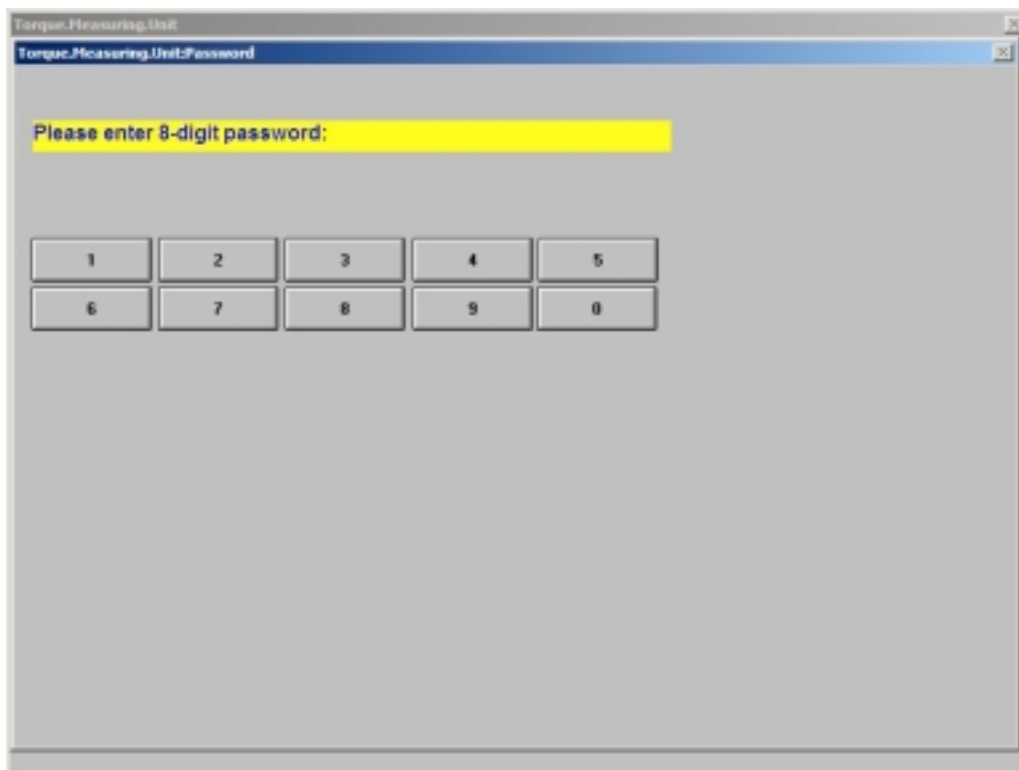 Torque.Measuring.Unit
Torque.Measuring.Unit:Password
Please enter 8-digit password:
1 2 3 4 5
6 7 8 9 0